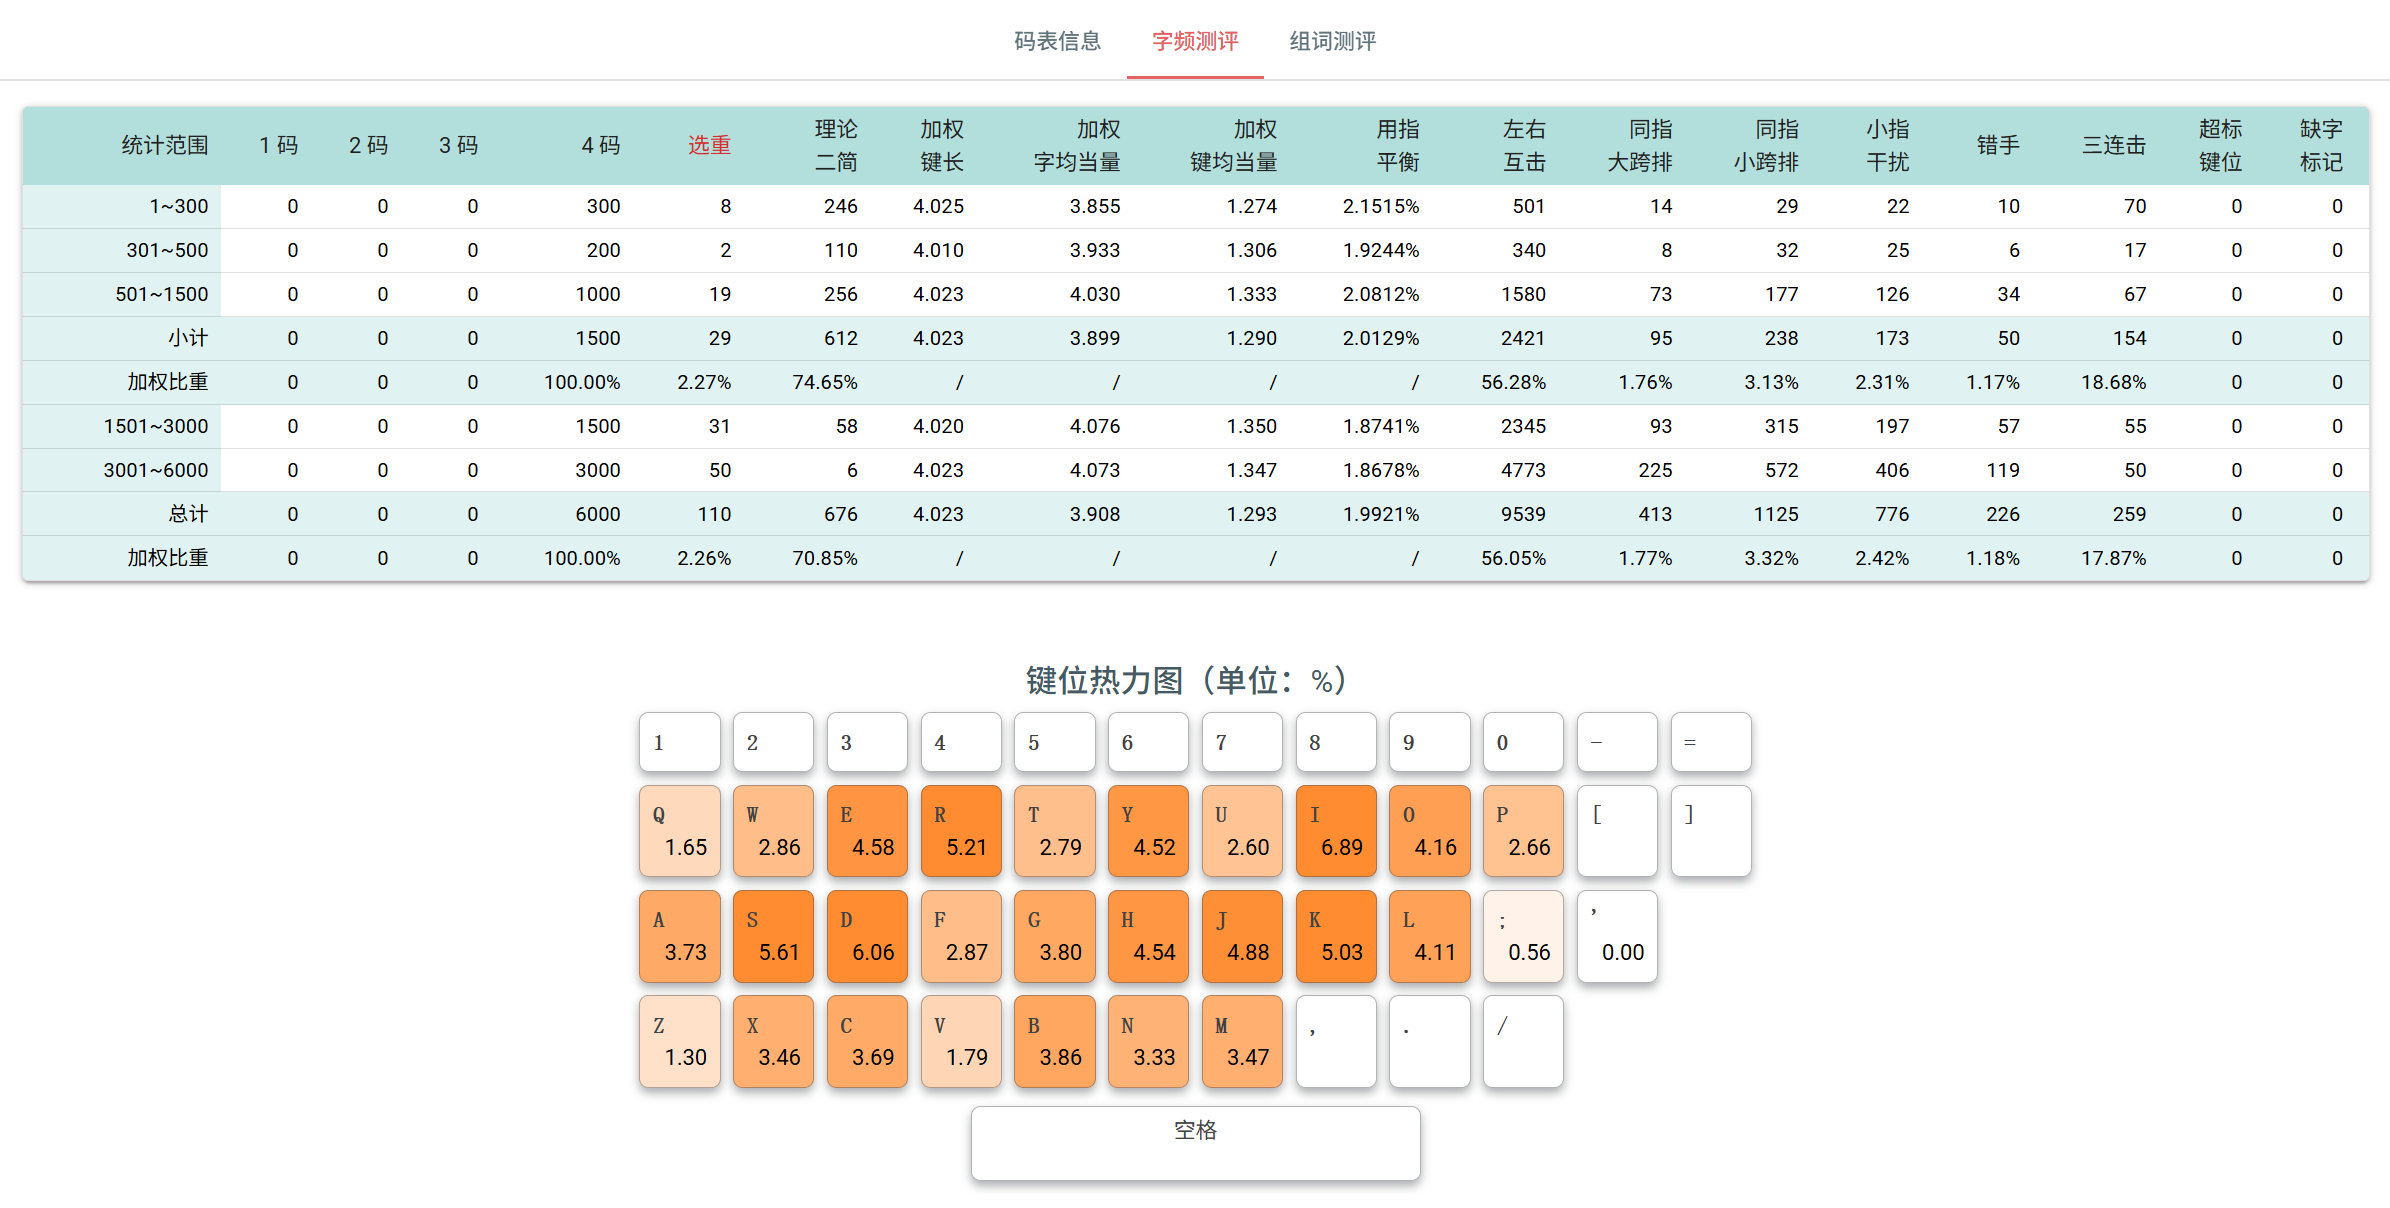 码表信息 字频测评 组词测评
统计范围 1 码 2 码 3 码 4 码 选重 理论二简 加权键长 加权字均当量 加权键均当量 用指平衡 左右互击 同指大跨排 同指小跨排 小指干扰 错手 三连击 超标键位 缺字标记
1~300 0 0 0 300 8 246 4.025 3.855 1.274 2.1515% 501 14 29 22 10 70 0 0
301~500 0 0 0 200 2 110 4.010 3.933 1.306 1.9244% 340 8 32 25 6 17 0 0
501~1500 0 0 0 1000 19 256 4.023 4.030 1.333 2.0812% 1580 73 177 126 34 67 0 0
小计 0 0 0 1500 29 612 4.023 3.899 1.290 2.0129% 2421 95 238 173 50 154 0 0
加权比重 0 0 0 100.00% 2.27% 74.65% / / / / 56.28% 1.76% 3.13% 2.31% 1.17% 18.68% 0 0
1501~3000 0 0 0 1500 31 58 4.020 4.076 1.350 1.8741% 2345 93 315 197 57 55 0 0
3001~6000 0 0 0 3000 50 6 4.023 4.073 1.347 1.8678% 4773 225 572 406 119 50 0 0
总计 0 0 0 6000 110 676 4.023 3.908 1.293 1.9921% 9539 413 1125 776 226 259 0 0
加权比重 0 0 0 100.00% 2.26% 70.85% / / / / 56.05% 1.77% 3.32% 2.42% 1.18% 17.87% 0 0
键位热力图（单位：%）
1 2 3 4 5 6 7 8 9 0 - =
Q W E R T Y U I O P [ ]
1.65 2.86 4.58 5.21 2.79 4.52 2.60 6.89 4.16 2.66
A S D F G H J K L ; '
3.73 5.61 6.06 2.87 3.80 4.54 4.88 5.03 4.11 0.56 0.00
Z X C V B N M , . /
1.30 3.46 3.69 1.79 3.86 3.33 3.47
空格